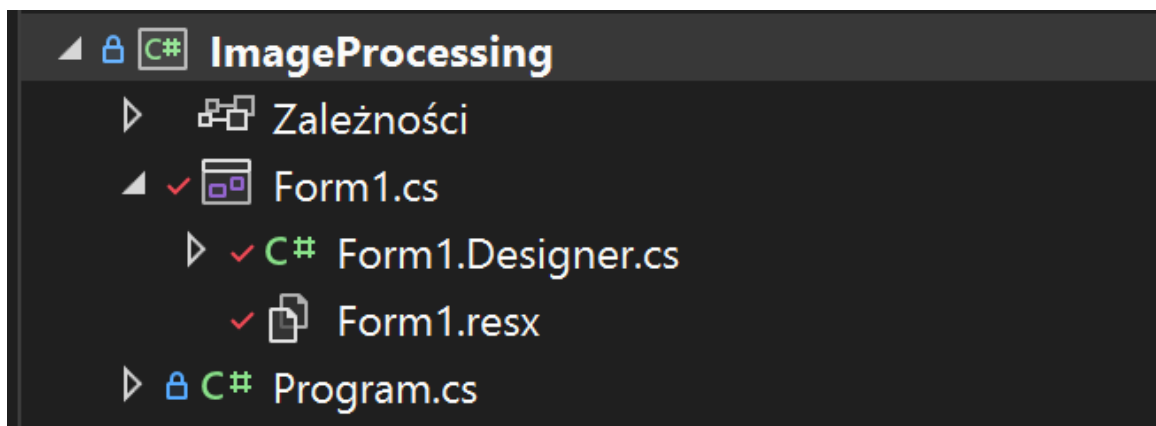 C# ImageProcessing
Zależności
Form1.cs
C# Form1.Designer.cs
Form1.resx
C# Program.cs